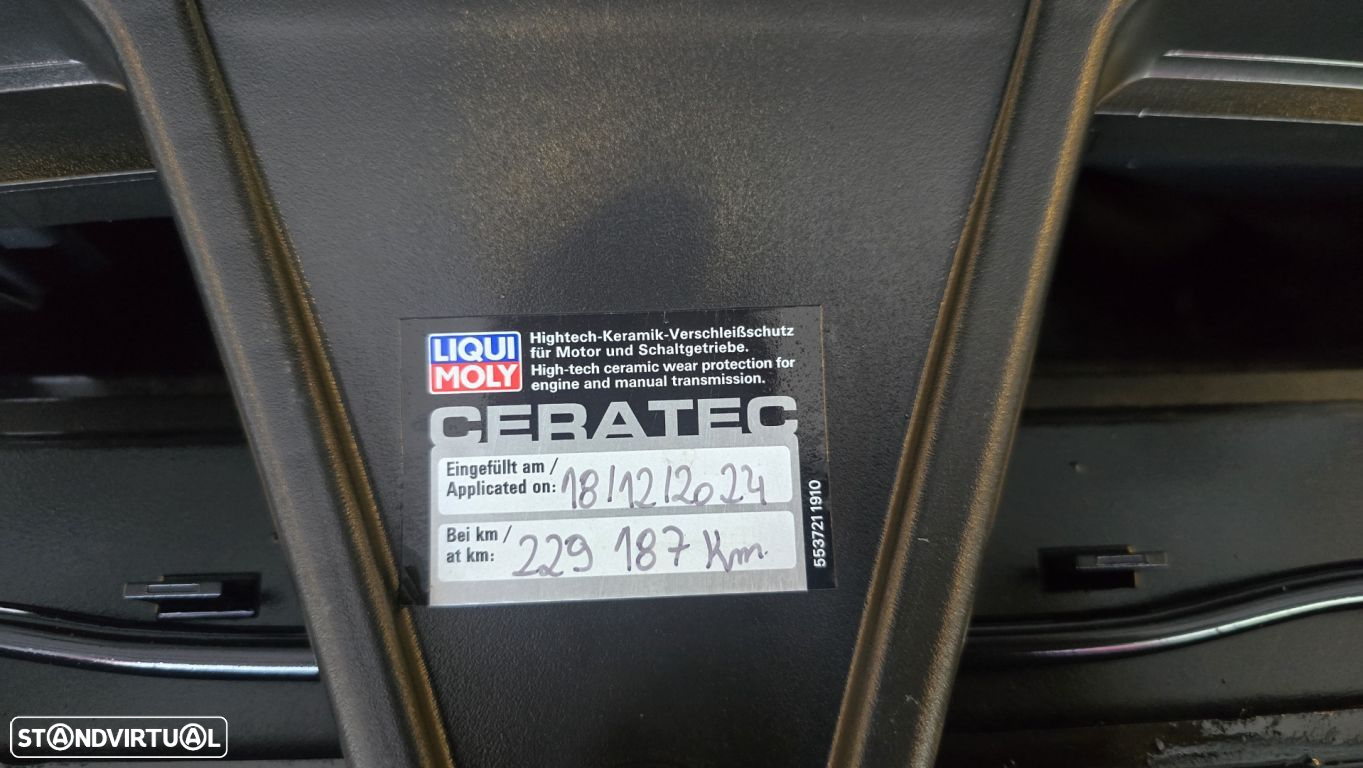 LIQUI
MOLY
Hightech-Keramik-Verschleißschutz
für Motor und Schaltgetriebe.
High-tech ceramic wear protection for
engine and manual transmission.
CERATEC
Eingefüllt am /
Applicated on: 18/12/2024
Bei km /
at km: 229 187 Km
5537211910
STANDVIRTUAL